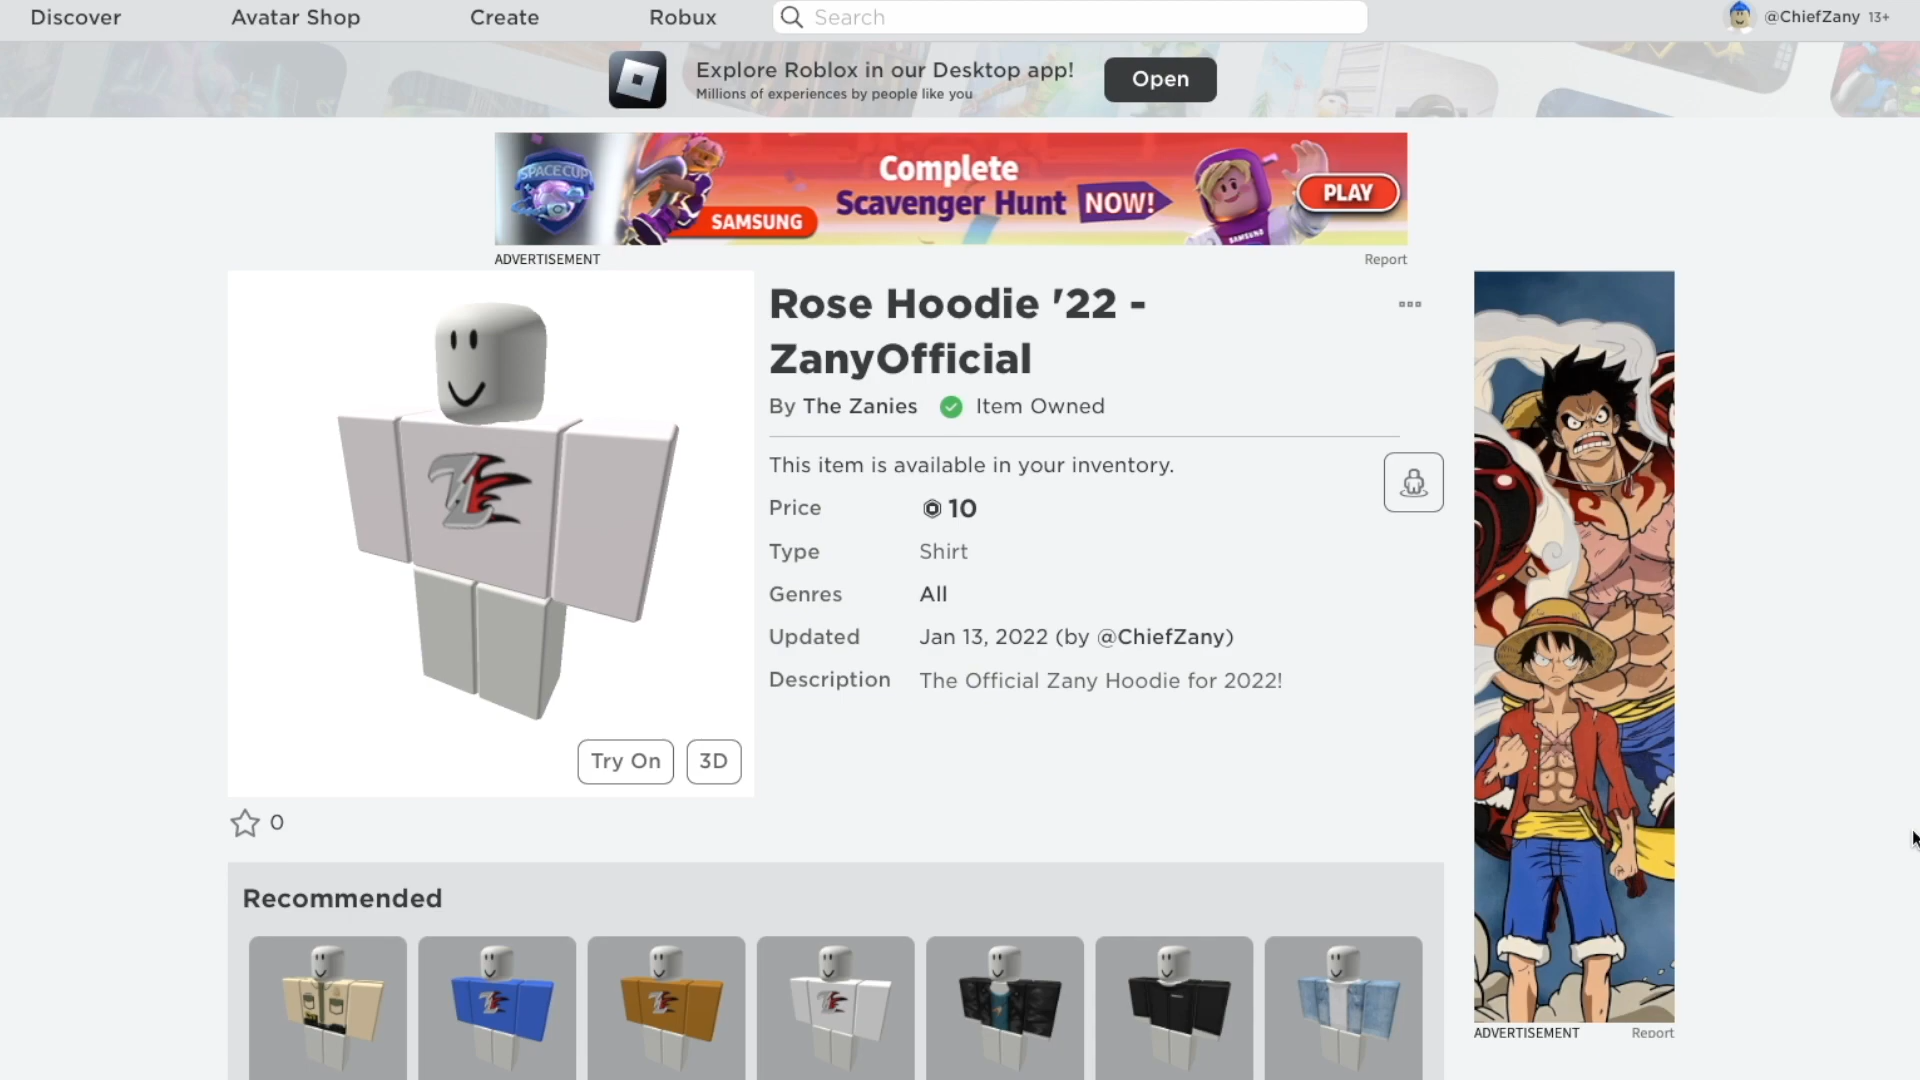 Discover
Avatar Shop
Create
Robux
Search
@ChiefZany 13+
Explore Roblox in our Desktop app!
Millions of experiences by people like you
Open
SPACE CUP
SAMSUNG
Complete
Scavenger Hunt NOW!
SAMSUNG
PLAY
ADVERTISEMENT
Report
Rose Hoodie '22 -
ZanyOfficial
By The Zanies Item Owned
This item is available in your inventory.
Price 10
Type Shirt
Genres All
Updated Jan 13, 2022 (by @ChiefZany)
Description The Official Zany Hoodie for 2022!
Try On
3D
0
Recommended
ADVERTISEMENT
Report